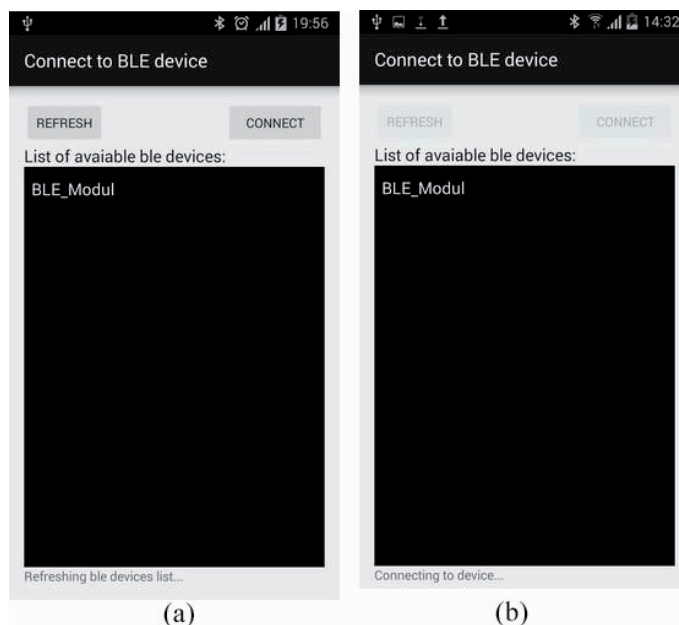 19:56
Connect to BLE device
REFRESH CONNECT
List of avaiable ble devices:
BLE_Modul
Refreshing ble devices list...
(a)
14:32
Connect to BLE device
REFRESH CONNECT
List of avaiable ble devices:
BLE_Modul
Connecting to device...
(b)